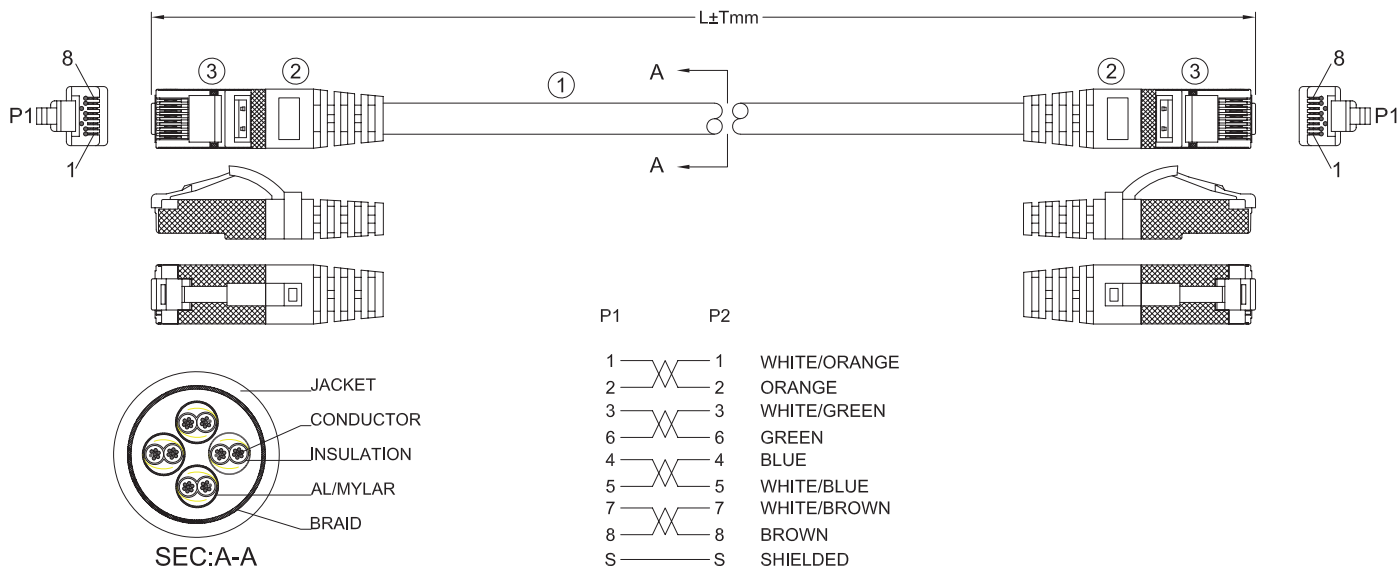 L±Tmm
8
3
2
1
A
2
3
8
P1
P1
1
A
1
P1 P2
1 1 WHITE/ORANGE
2 2 ORANGE
3 3 WHITE/GREEN
6 6 GREEN
4 4 BLUE
5 5 WHITE/BLUE
7 7 WHITE/BROWN
8 8 BROWN
S S SHIELDED
JACKET
CONDUCTOR
INSULATION
AL/MYLAR
BRAID
SEC:A-A